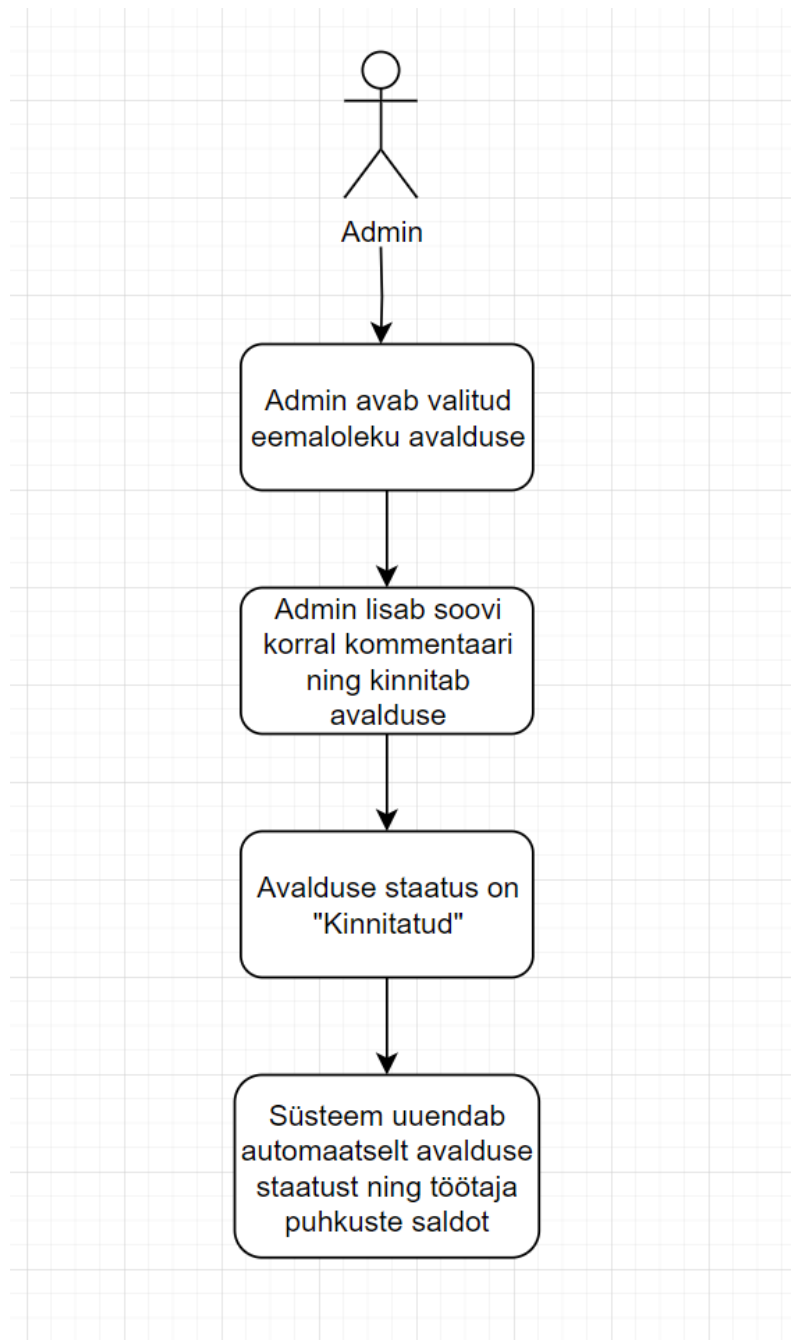 Admin
Admin avab valitud
eemaloleku avalduse
Admin lisab soovi
korral kommentaari
ning kinnitab
avalduse
Avalduse staatus on
"Kinnitatud"
Süsteem uuendab
automaatselt avalduse
staatust ning töötaja
puhkuste saldot